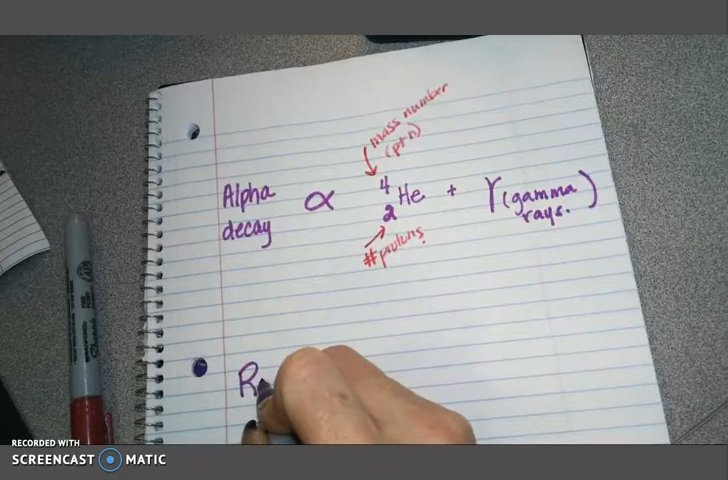 mass number
(p+n)
Alpha
decay
α
4
2
He + γ (gamma
rays.)
# protons.
R
RECORDED WITH
SCREENCAST MATIC